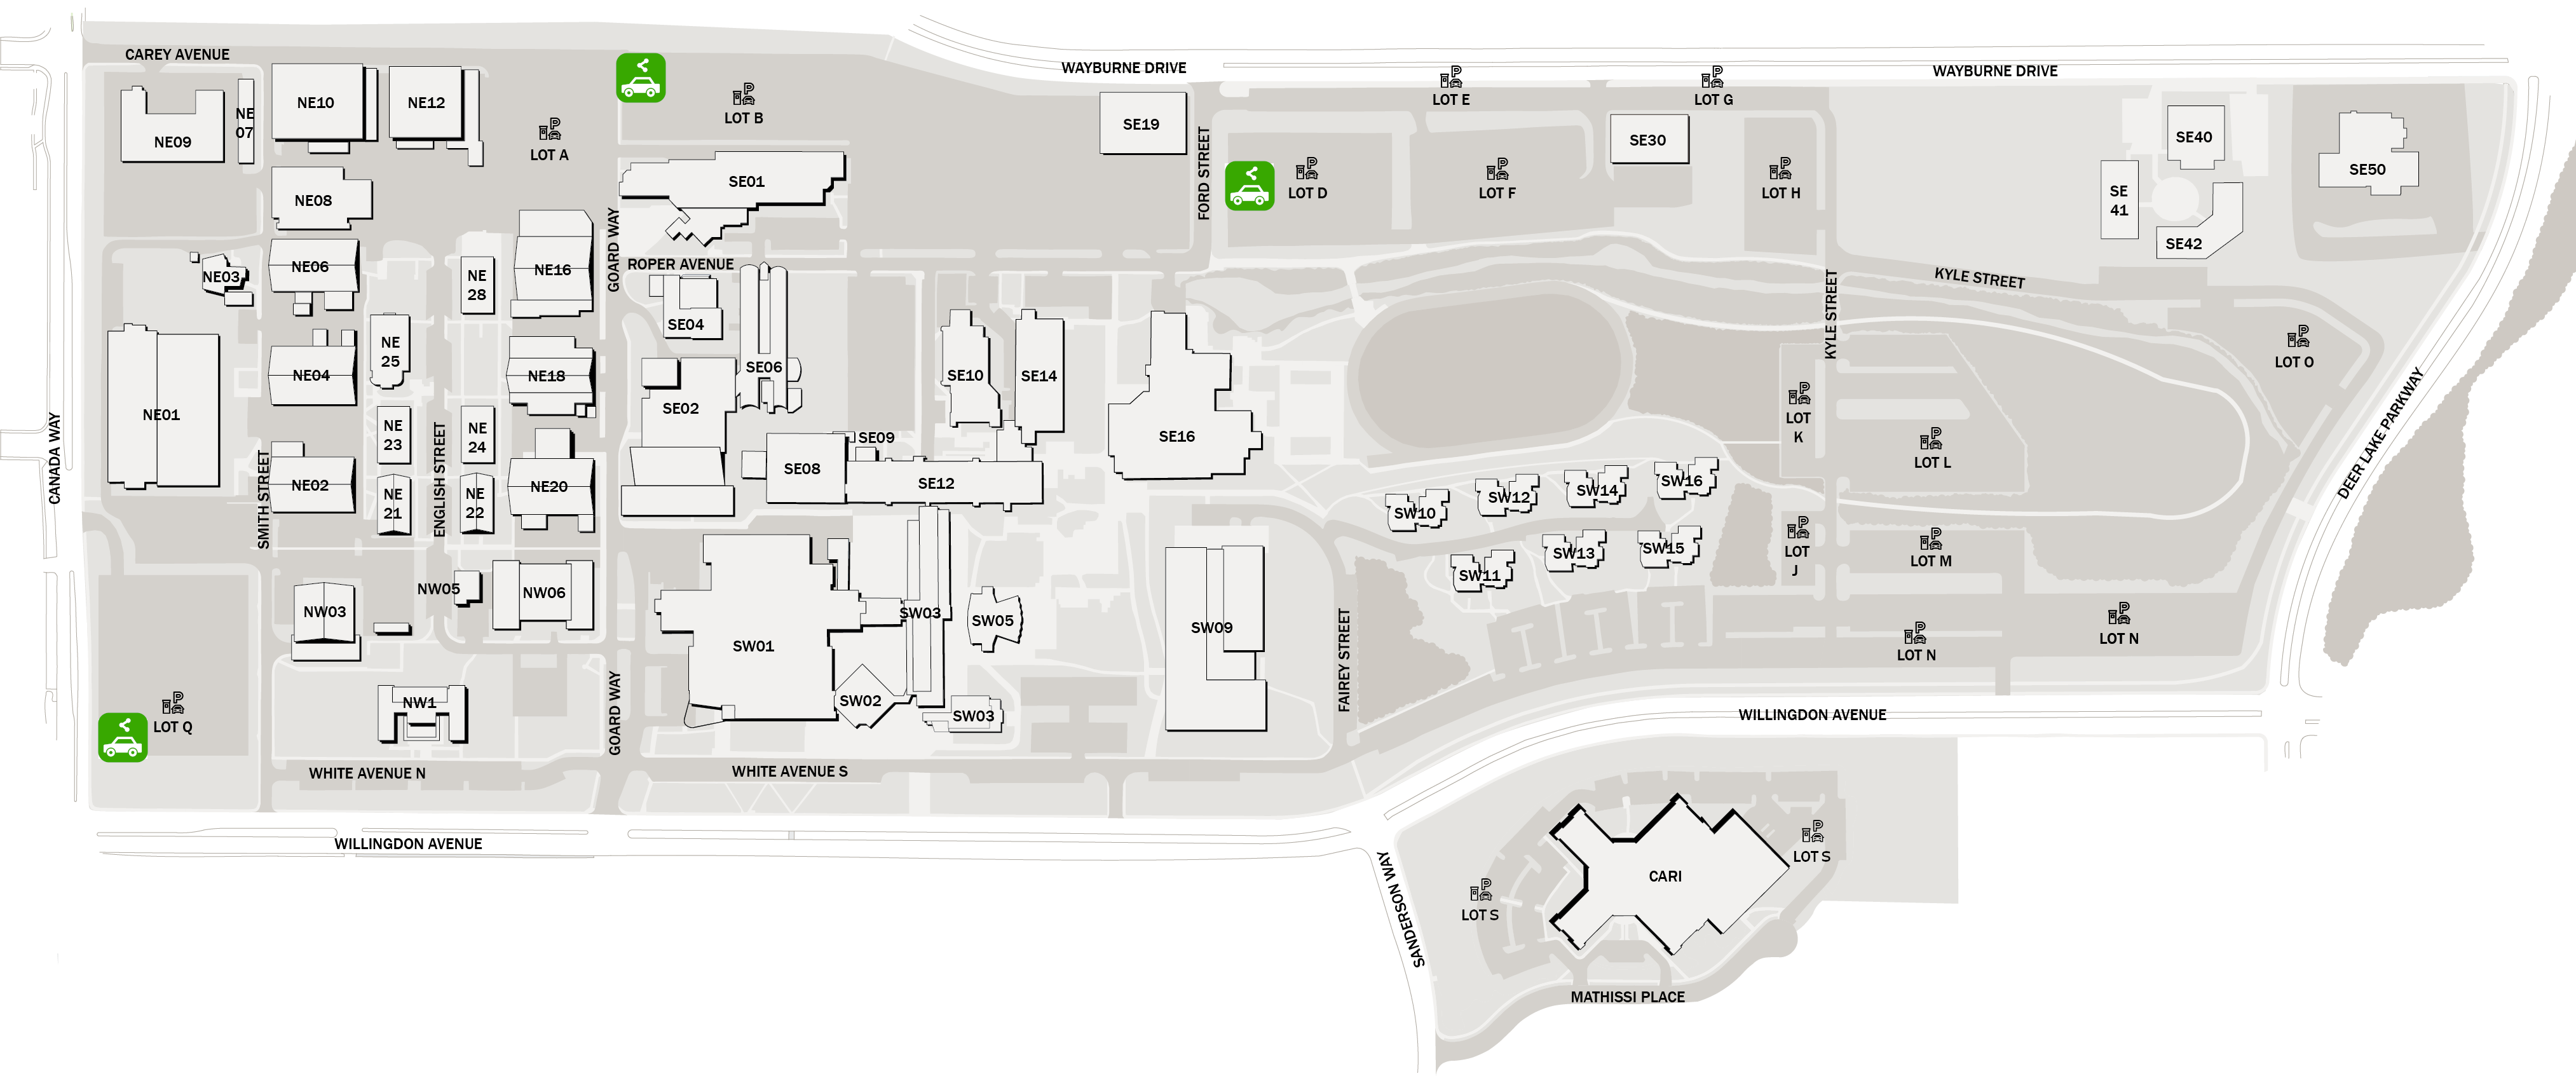 CAREY AVENUE
WAYBURNE DRIVE
WAYBURNE DRIVE
NE10
NE12
NE
07
NE09
LOT A
LOT B
SE19
LOT E
LOT G
SE30
SE40
SE50
SE
41
SE42
FORD STREET
LOT D
LOT F
LOT H
NE08
SE01
GOARD WAY
ROPER AVENUE
NE03
NE06
NE
28
NE16
SE04
KYLE STREET
KYLE STREET
LOT O
NE
25
NE04
NE18
SE06
SE02
SE10
SE14
SE16
NE01
CANADA WAY
NE
23
NE
24
ENGLISH STREET
SMITH STREET
NE02
NE
21
NE
22
NE20
SE09
SE08
SE12
LOT
K
LOT L
DEER LAKE PARKWAY
SW10
SW12
SW14
SW16
SW11
SW13
SW15
LOT
J
LOT M
NW03
NW05
NW06
SW01
SW03
SW05
SW09
FAIREY STREET
LOT N
LOT N
LOT Q
NW1
GOARD WAY
SW02
SW03
WILLINGDON AVENUE
WHITE AVENUE N
WHITE AVENUE S
WILLINGDON AVENUE
SANDERSON WAY
CARI
LOT S
LOT S
MATHISSI PLACE